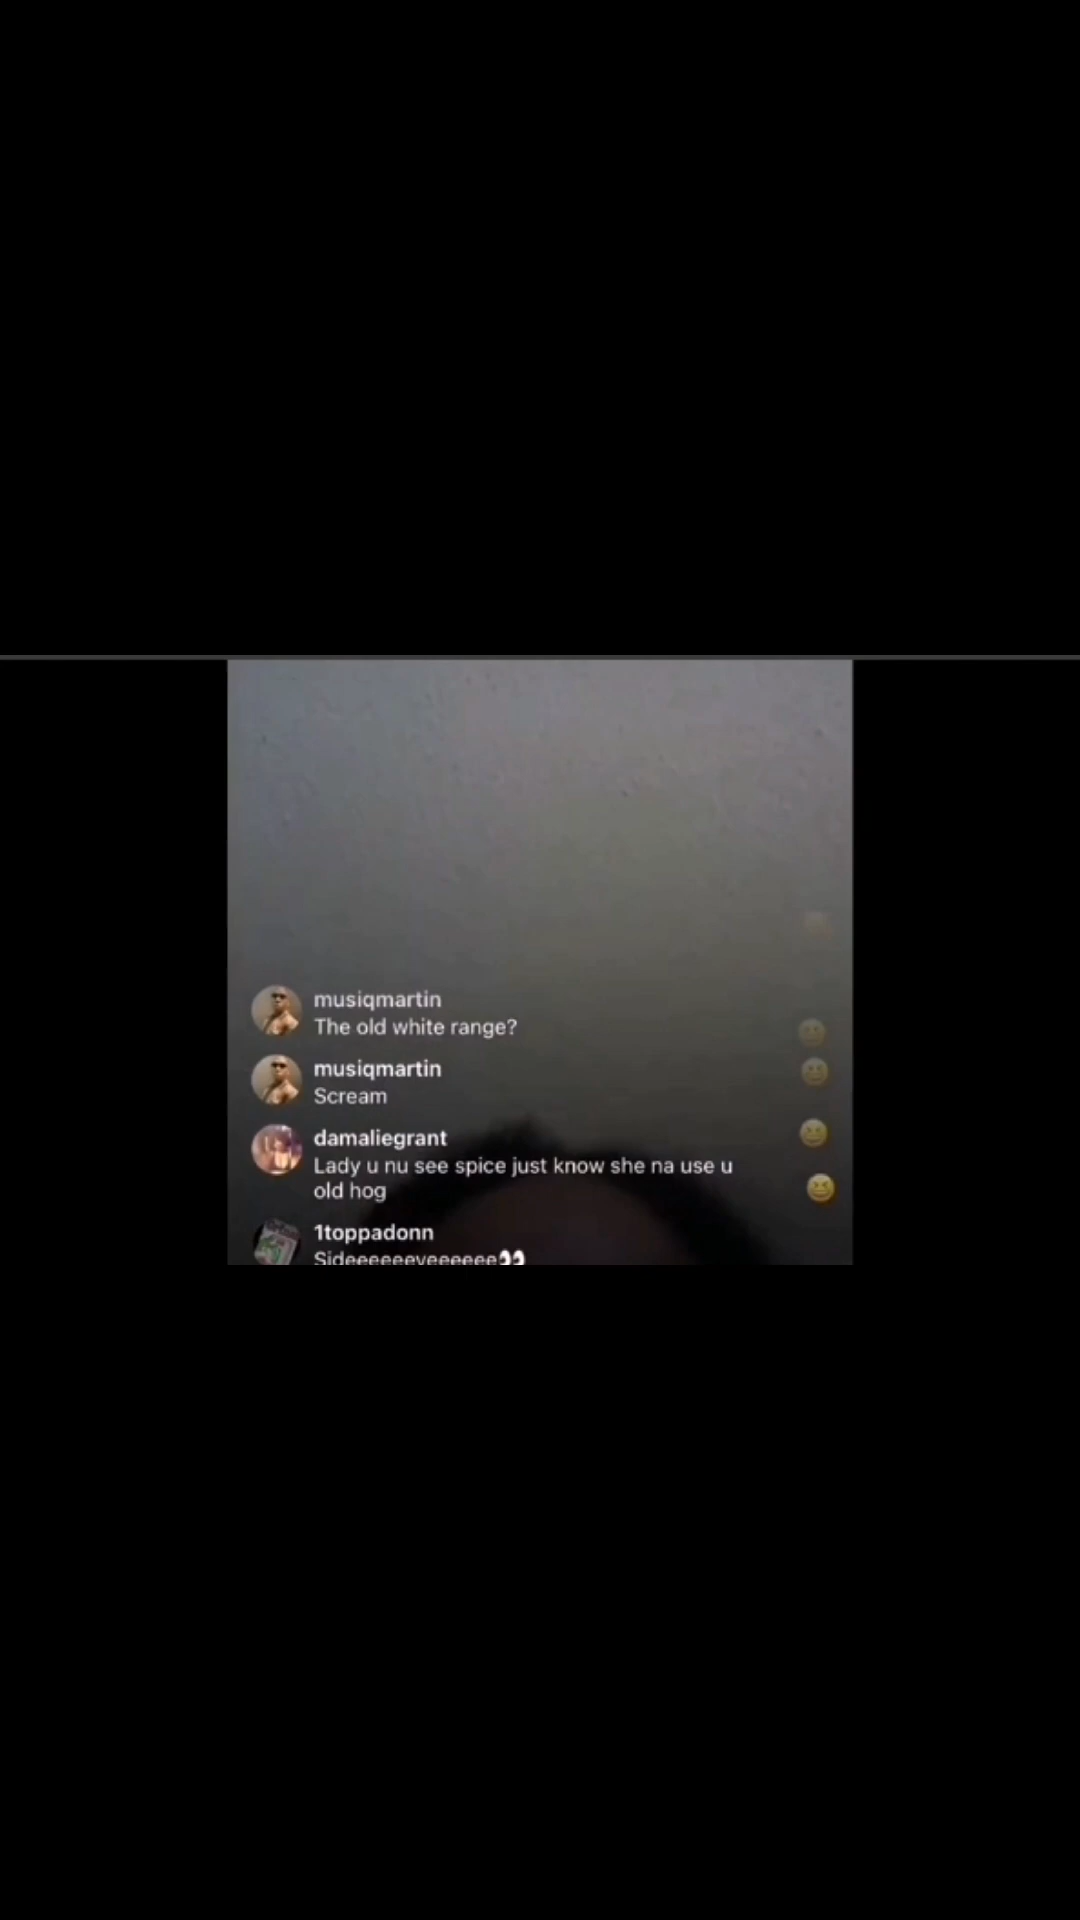 musiqmartin
The old white range?
musiqmartin
Scream
damaliegrant
Lady u nu see spice just know she na use u
old hog
1toppadonn
Sideeeeeeyeeeeee👀